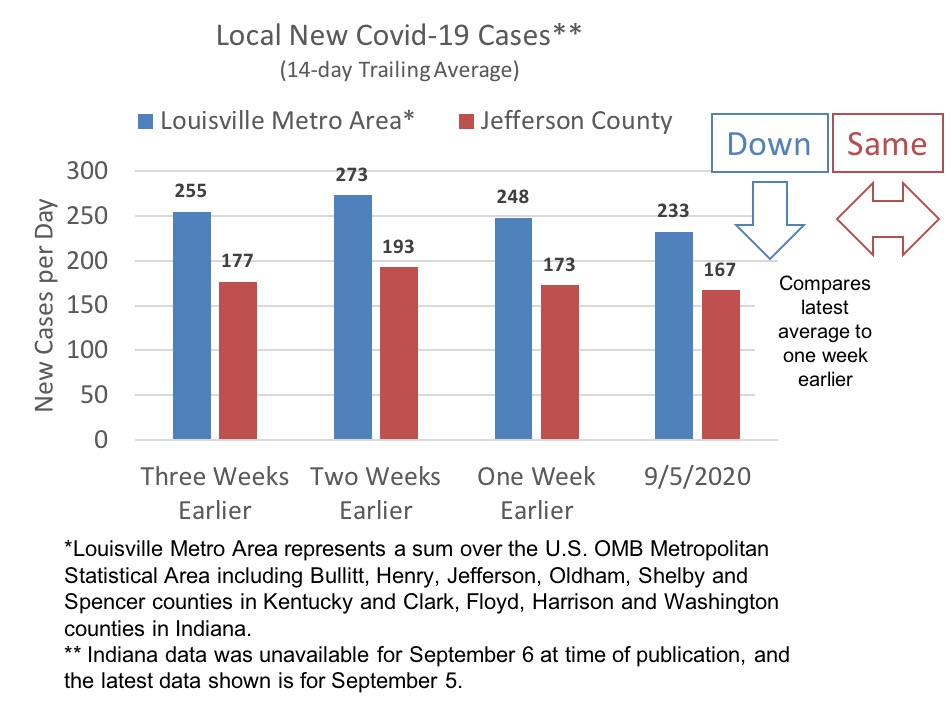 Local New Covid-19 Cases**
(14-day Trailing Average)
Louisville Metro Area*
Jefferson County
Down
Same
New Cases per Day
300
250
200
150
100
50
0
255
177
273
193
248
173
233
167
Compares
latest
average to
one week
earlier
Three Weeks
Earlier
Two Weeks
Earlier
One Week
Earlier
9/5/2020
*Louisville Metro Area represents a sum over the U.S. OMB Metropolitan
Statistical Area including Bullitt, Henry, Jefferson, Oldham, Shelby and
Spencer counties in Kentucky and Clark, Floyd, Harrison and Washington
counties in Indiana.
** Indiana data was unavailable for September 6 at time of publication, and
the latest data shown is for September 5.